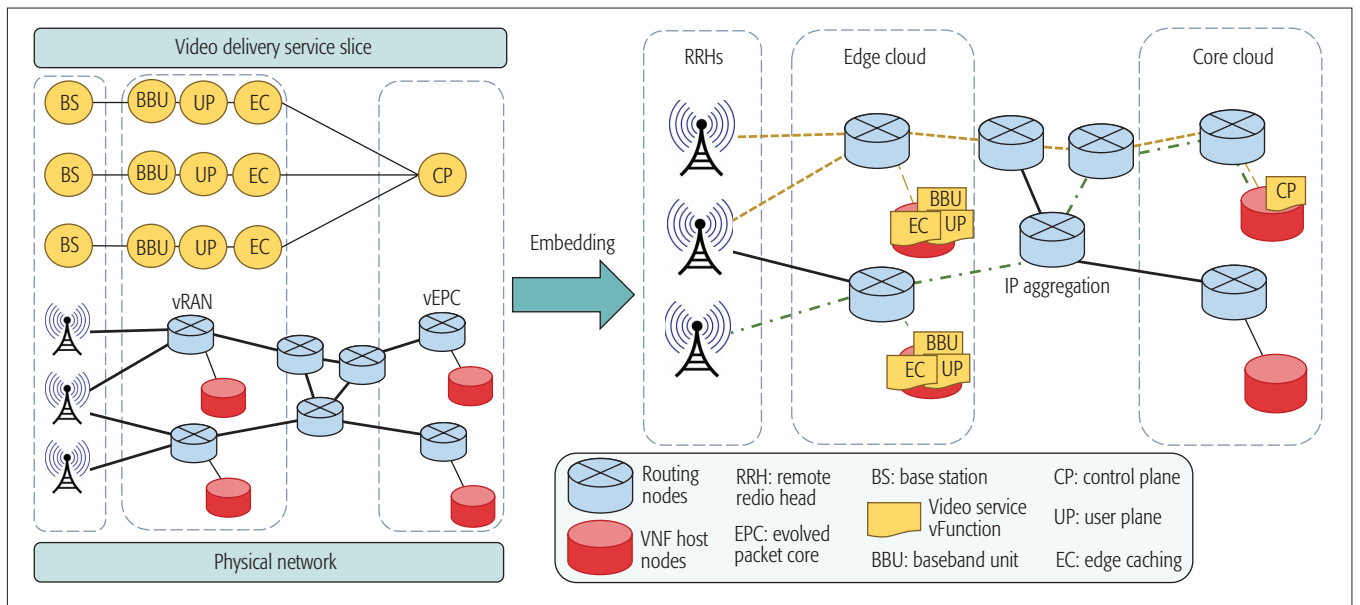 Video delivery service slice
BS BBU UP EC
BS BBU UP EC CP
BS BBU UP EC
vRAN vEPC
Physical network
Embedding
RRHs Edge cloud Core cloud
BBU
EC UP
CP
IP aggregation
BBU
EC UP
Routing
nodes
VNF host
nodes
RRH: remote
redio head
EPC: evolved
packet core
BS: base station
Video service
vFunction
BBU: baseband unit
CP: control plane
UP: user plane
EC: edge caching